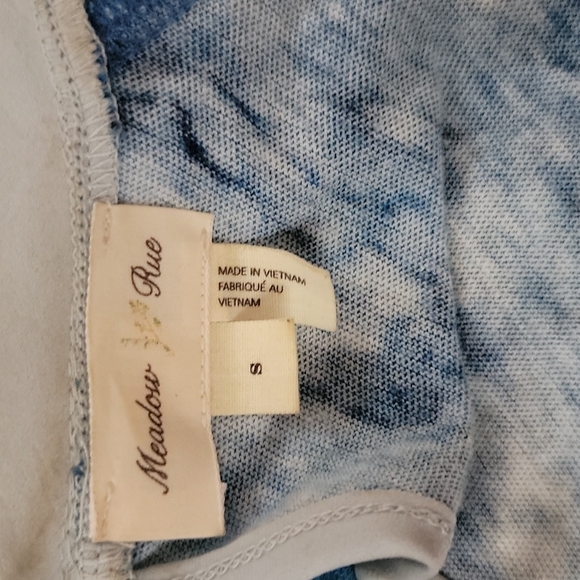 Meadow Rue
MADE IN VIETNAM
FABRIQUÉ AU
VIETNAM
S